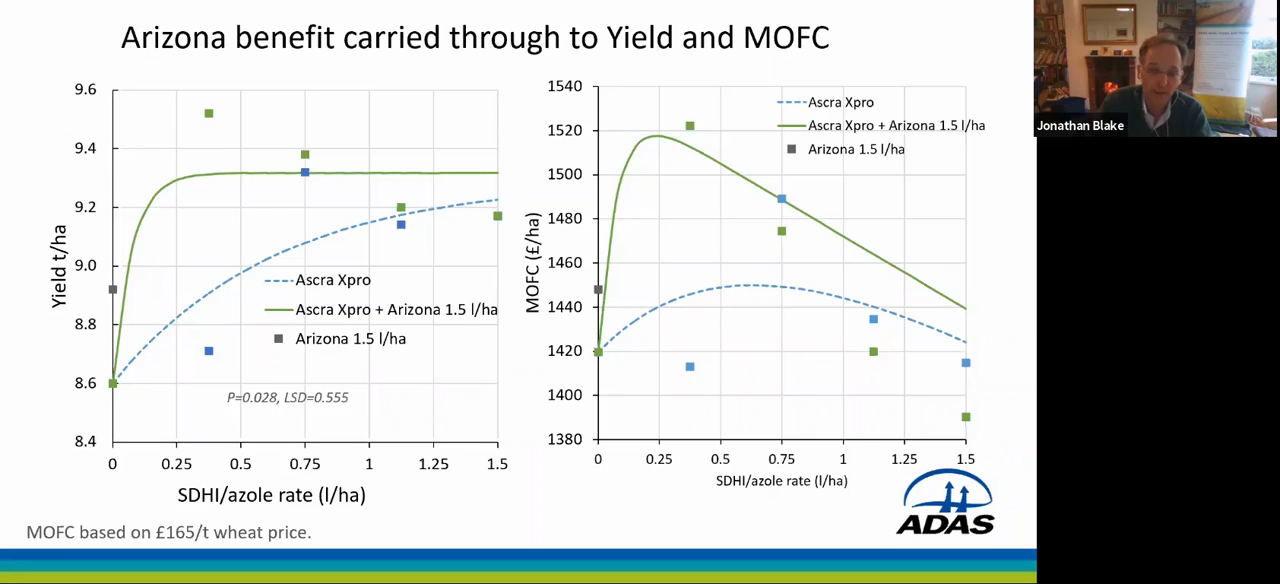 Arizona benefit carried through to Yield and MOFC
9.6
9.4
9.2
9.0
8.8
8.6
8.4
Yield t/ha
Ascra Xpro
Ascra Xpro + Arizona 1.5 l/ha
Arizona 1.5 l/ha
P=0.028, LSD=0.555
0 0.25 0.5 0.75 1 1.25 1.5
SDHI/azole rate (l/ha)
1540
1520
1500
1480
1460
1440
1420
1400
1380
MOFC (£/ha)
Ascra Xpro
Ascra Xpro + Arizona 1.5 l/ha
Arizona 1.5 l/ha
0 0.25 0.5 0.75 1 1.25 1.5
SDHI/azole rate (l/ha)
MOFC based on £165/t wheat price.
ADAS
Jonathan Blake